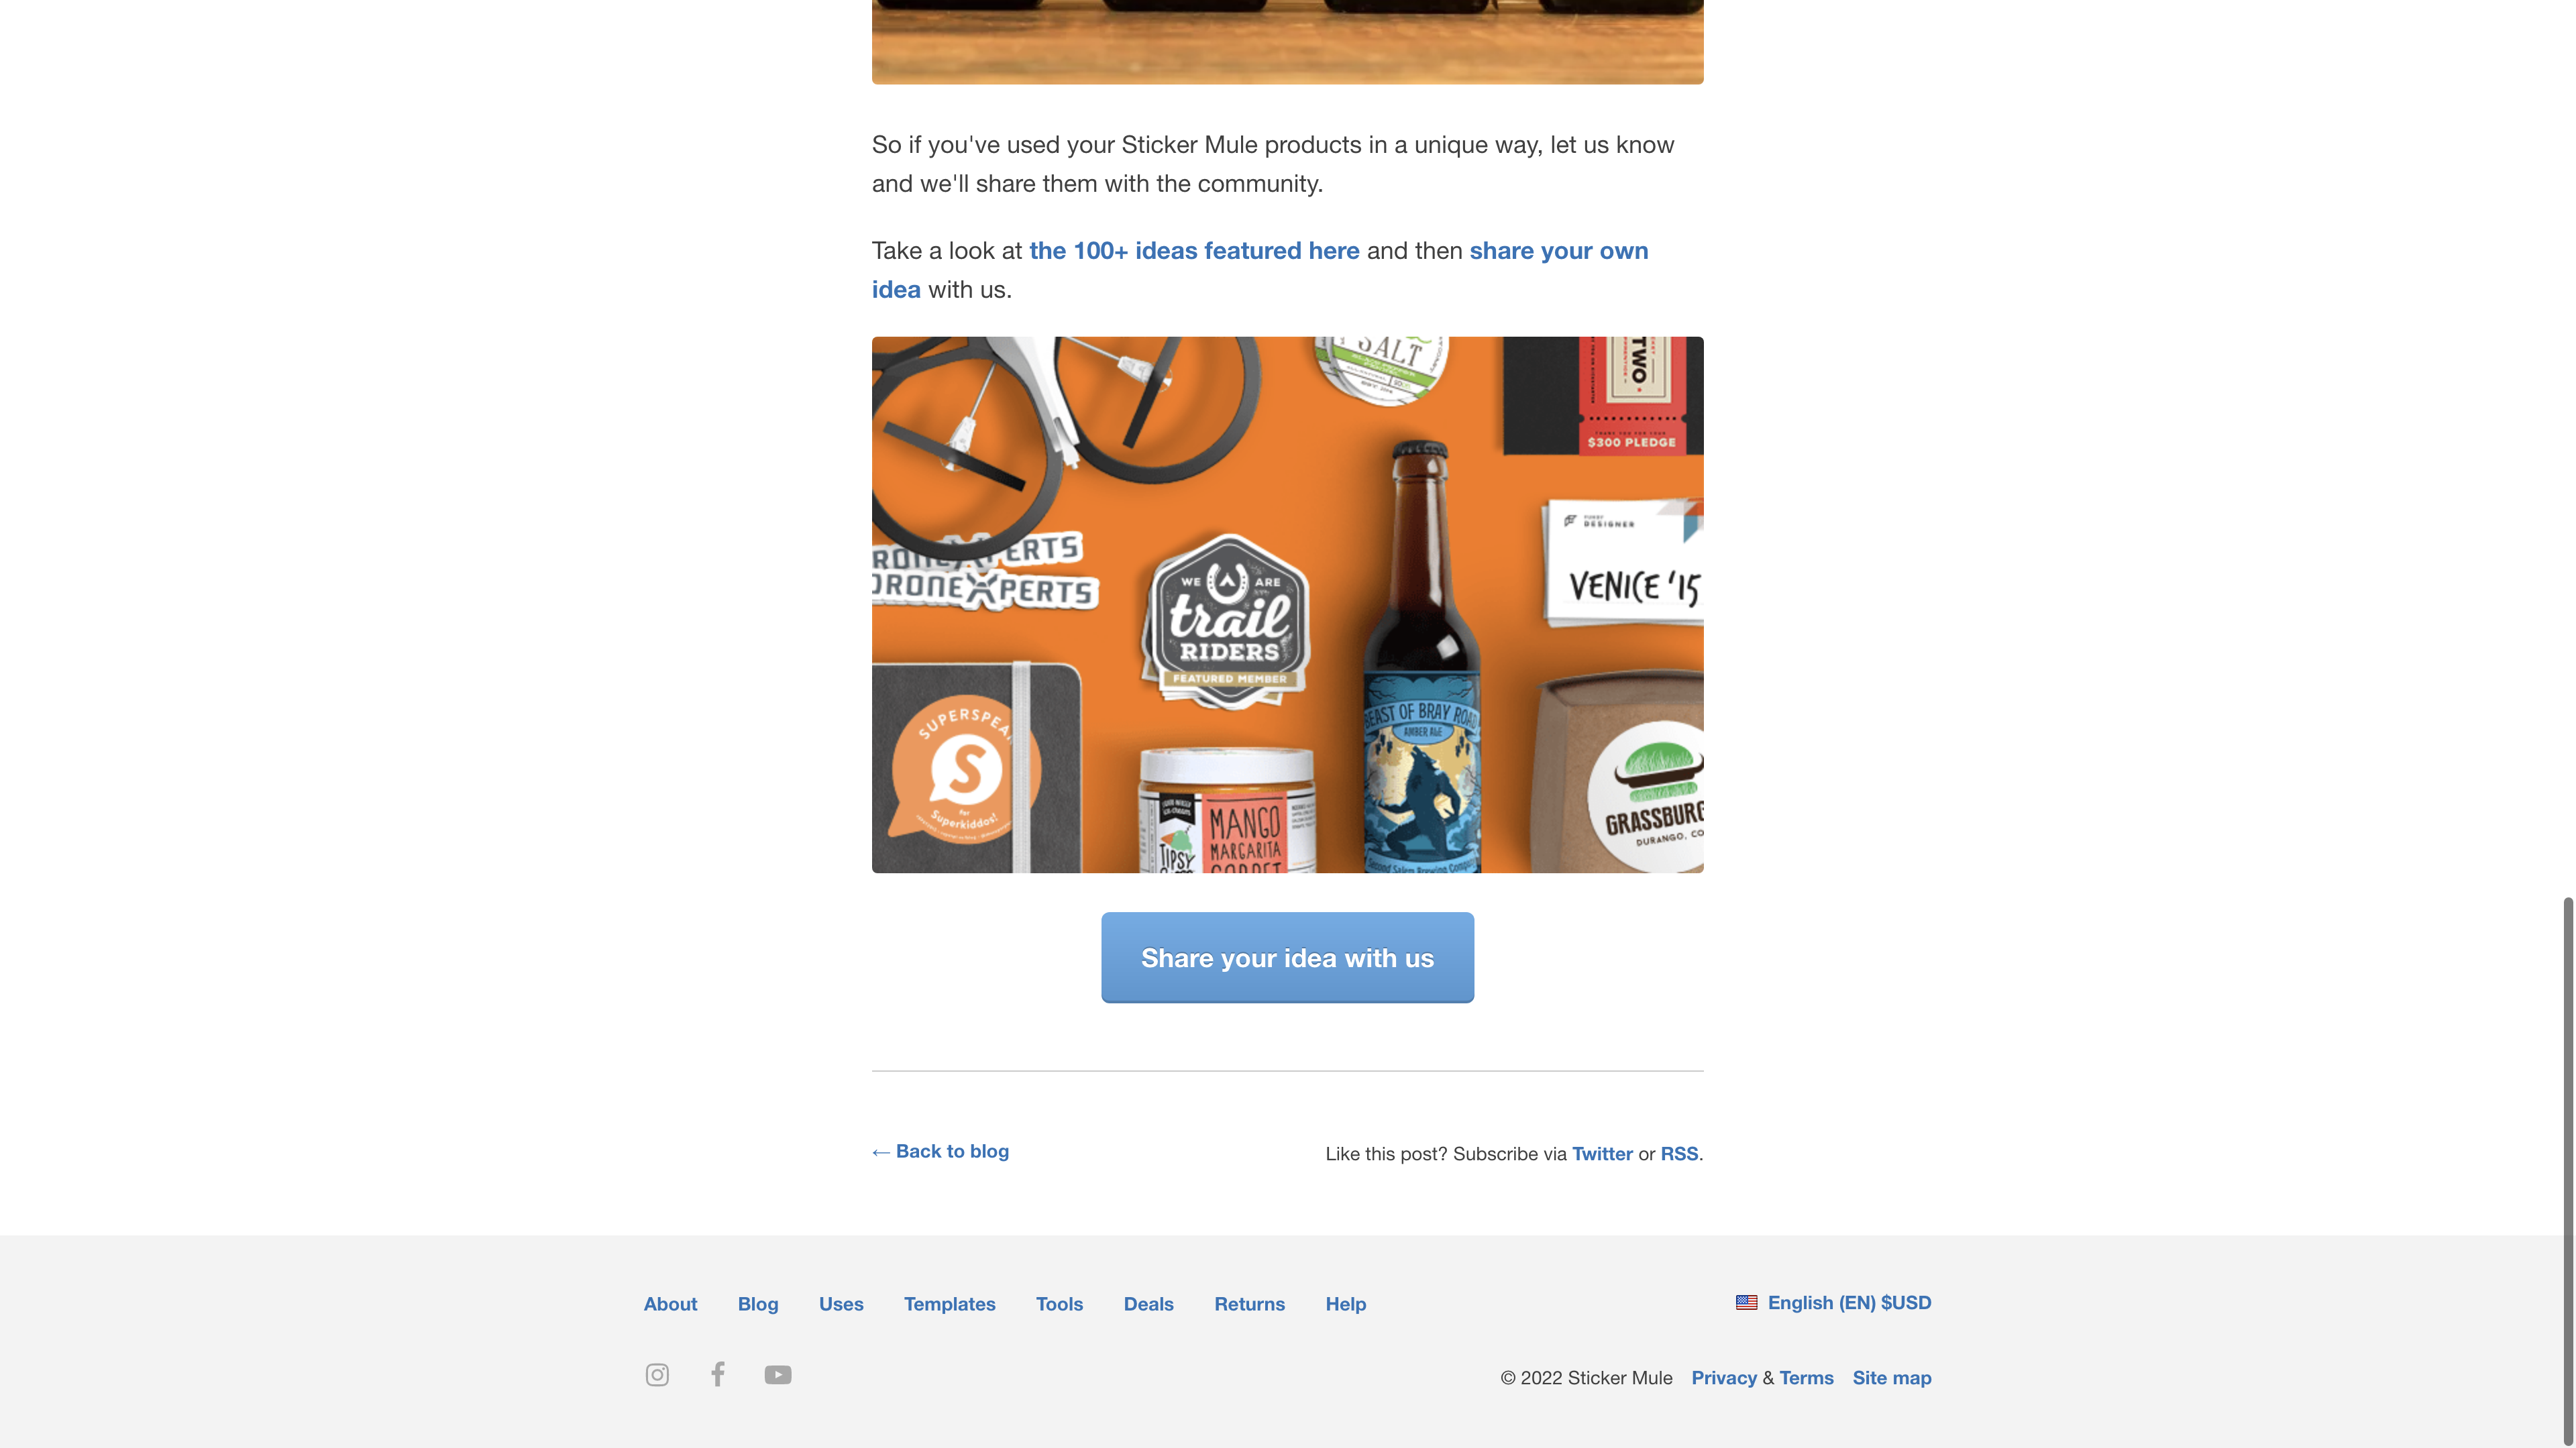 So if you've used your Sticker Mule products in a unique way, let us know
and we'll share them with the community.
Take a look at the 100+ ideas featured here and then share your own
idea with us.
SALT
TWO
$300 PLEDGE
DESIGNER
VENICE '15
DRONEXPERTS
WE ARE
trail
RIDERS
FEATURED MEMBER
BEAST OF BRAY ROAD
AMBER ALE
Second Salem Brewing Compa
SUPERSPEA
S
for
Superkiddos!
MANGO
MARGARITA
TIPSY
GRASSBURG
DURANGO, CO
Share your idea with us
← Back to blog
Like this post? Subscribe via Twitter or RSS.
About Blog Uses Templates Tools Deals Returns Help
English (EN) $USD
© 2022 Sticker Mule Privacy & Terms Site map